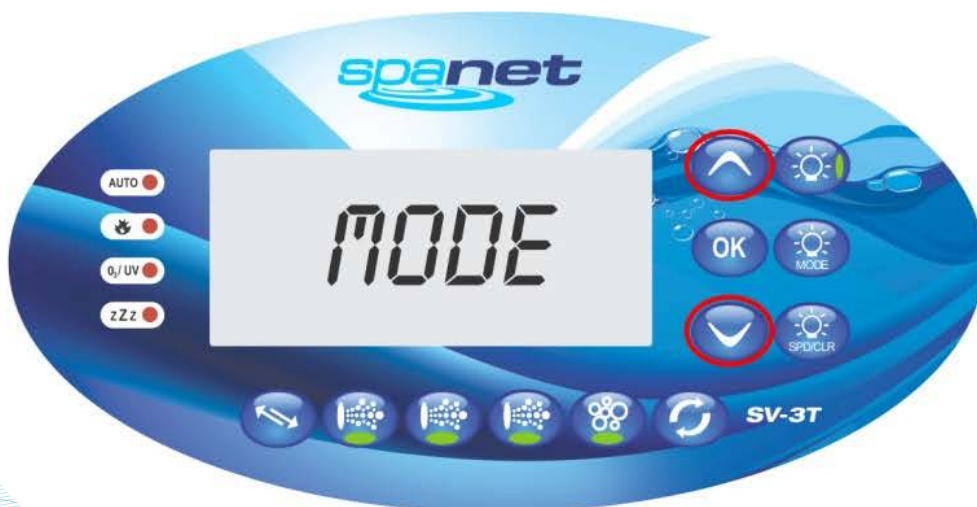 spanet
AUTO
MODE
O₃/ UV
zZz
OK
MODE
SPD/CLR
SV-3T